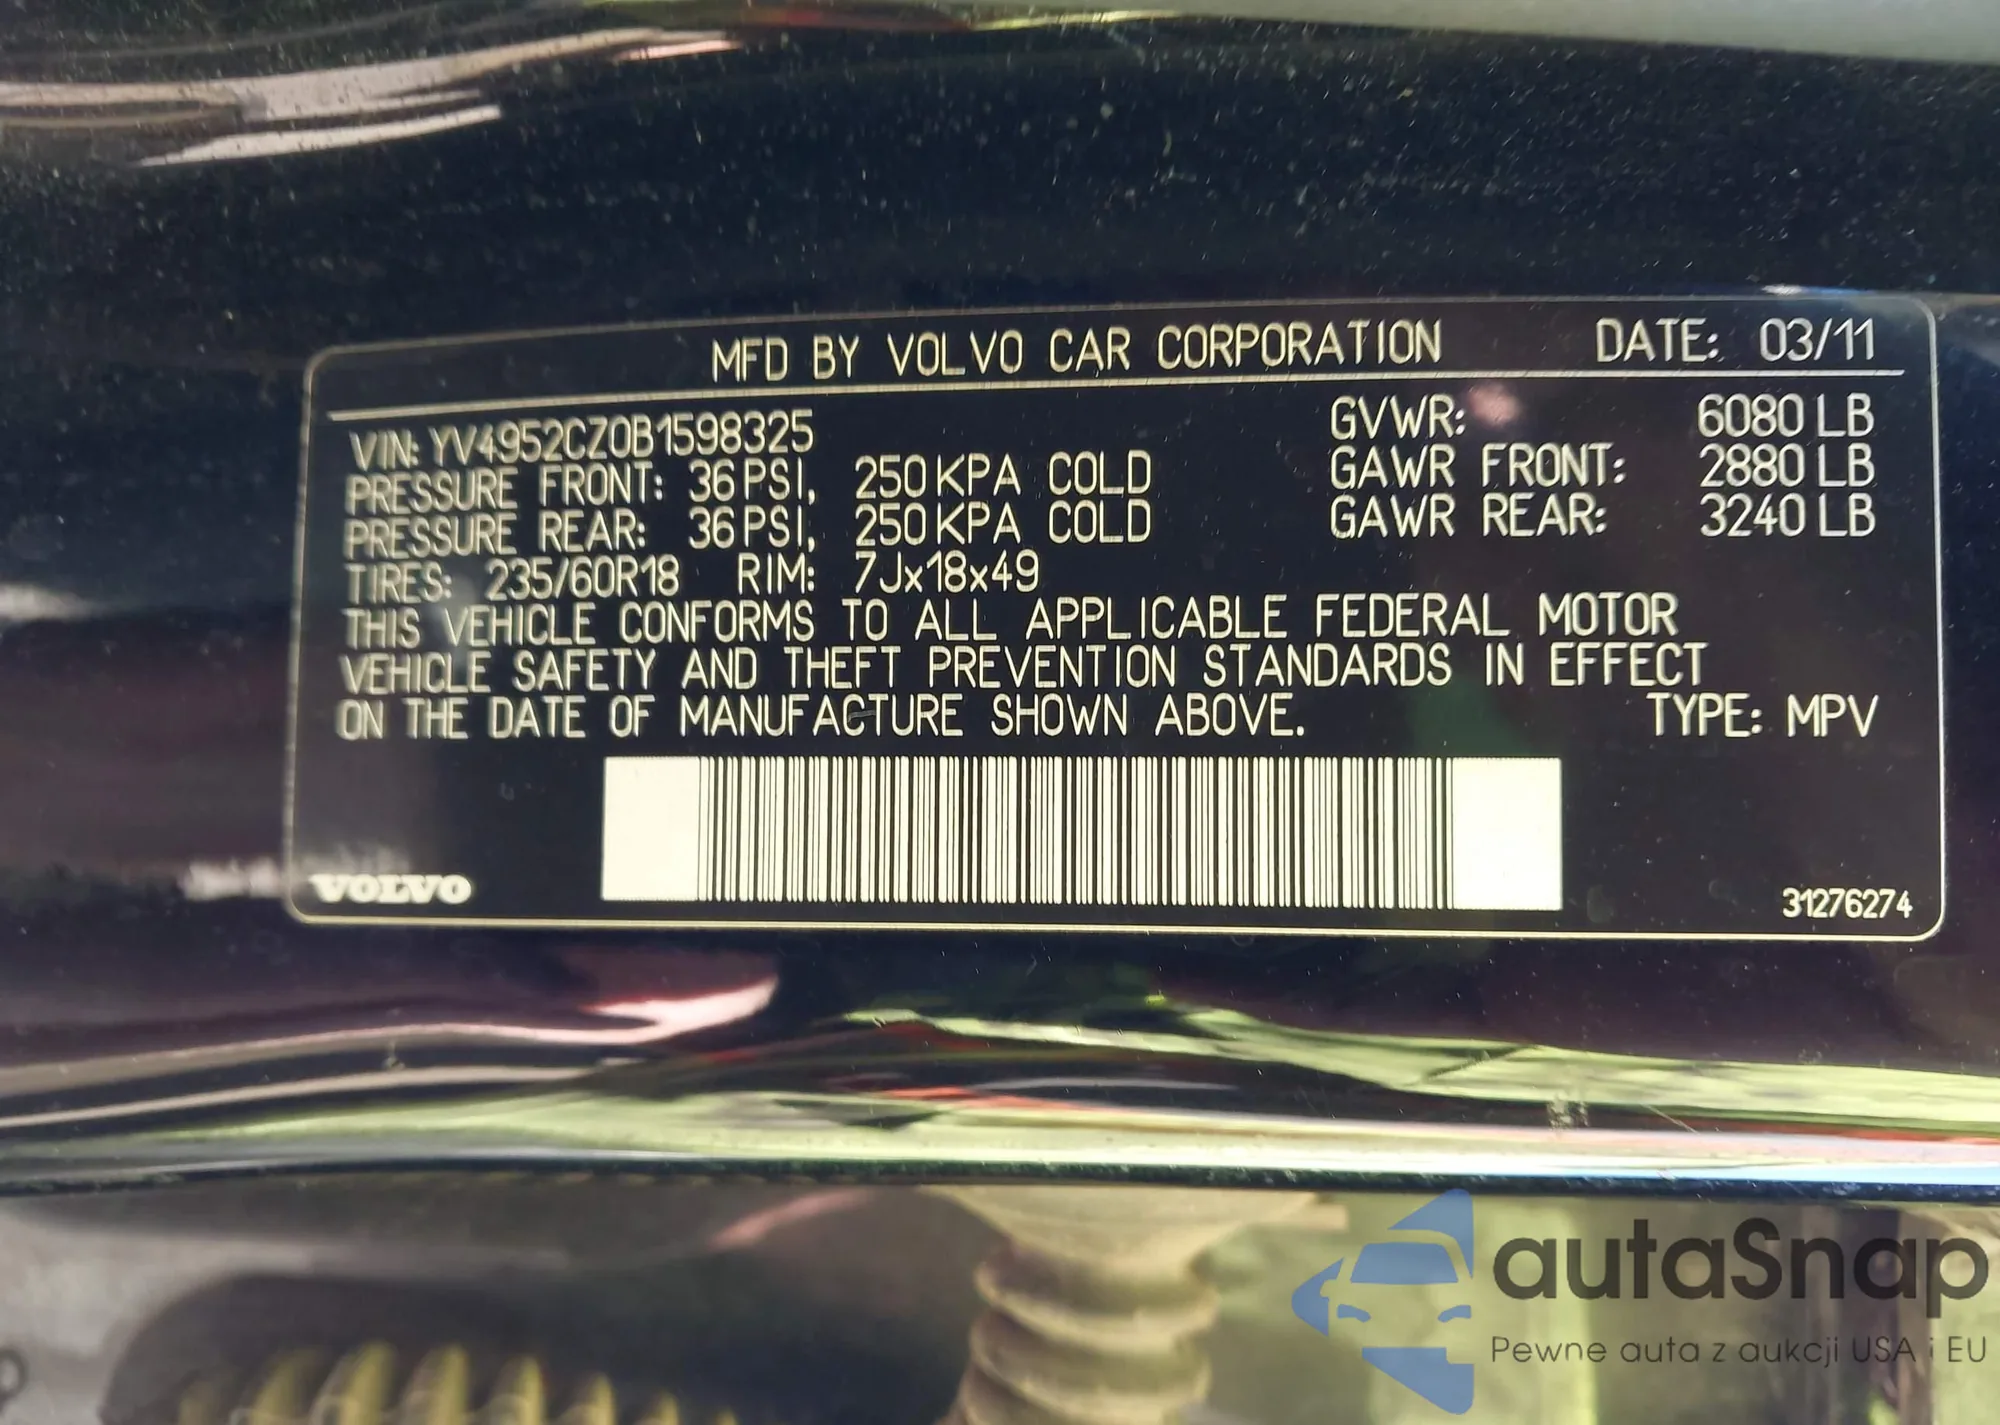 MFD BY VOLVO CAR CORPORATION DATE: 03/11
VIN: YV4952CZ0B1598325 GVWR: 6080 LB
PRESSURE FRONT: 36 PSI, 250 KPA COLD GAWR FRONT: 2880 LB
PRESSURE REAR: 36 PSI, 250 KPA COLD GAWR REAR: 3240 LB
TIRES: 235/60R18 RIM: 7Jx18x49
THIS VEHICLE CONFORMS TO ALL APPLICABLE FEDERAL MOTOR
VEHICLE SAFETY AND THEFT PREVENTION STANDARDS IN EFFECT
ON THE DATE OF MANUFACTURE SHOWN ABOVE. TYPE: MPV
VOLVO 31276274
autaSnap
Pewne auta z aukcji USA i EU